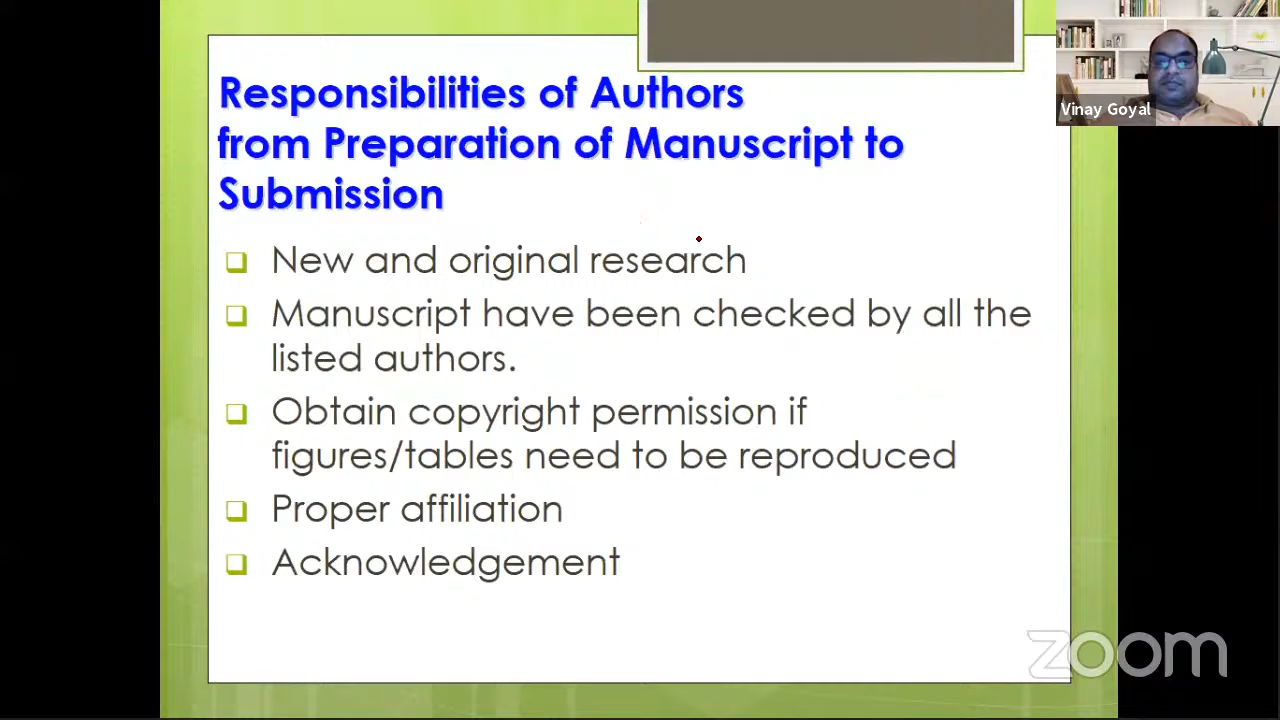 Responsibilities of Authors
from Preparation of Manuscript to
Submission
New and original research
Manuscript have been checked by all the
listed authors.
Obtain copyright permission if
figures/tables need to be reproduced
Proper affiliation
Acknowledgement
Vinay Goyal
zoom